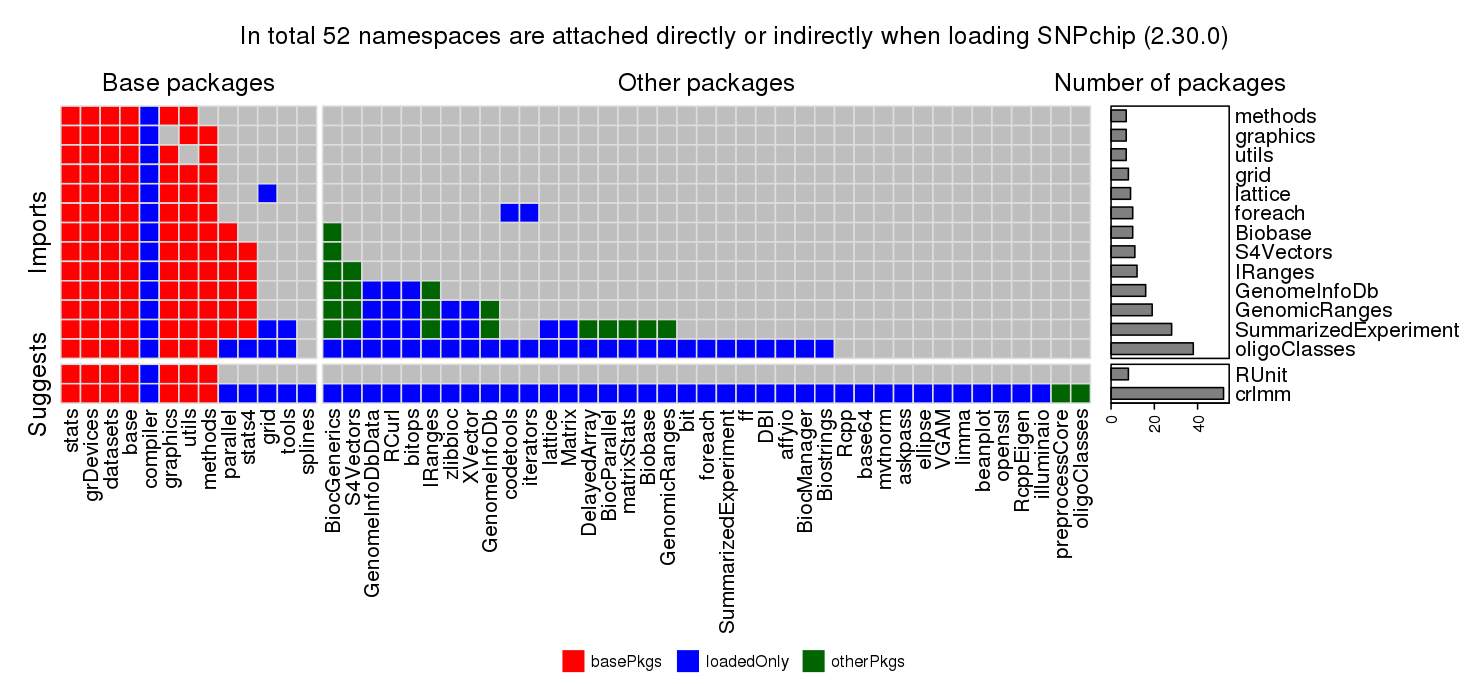 In total 52 namespaces are attached directly or indirectly when loading SNPchip (2.30.0)
Base packages
Other packages
Number of packages
Imports
Suggests
methods
graphics
utils
grid
lattice
foreach
Biobase
S4Vectors
IRanges
GenomeInfoDb
GenomicRanges
SummarizedExperiment
oligoClasses
RUnit
crlmm
0
20
40
stats
grDevices
datasets
base
compiler
graphics
utils
methods
parallel
stats4
grid
tools
splines
BiocGenerics
S4Vectors
GenomeInfoDbData
RCurl
bitops
IRanges
zlibbioc
XVector
GenomeInfoDb
codetools
iterators
lattice
Matrix
DelayedArray
BiocParallel
matrixStats
Biobase
GenomicRanges
bit
foreach
SummarizedExperiment
ff
DBI
affyio
BiocManager
Biostrings
Rcpp
base64
mvtnorm
askpass
ellipse
VGAM
limma
beanplot
openssl
RcppEigen
illuminaio
preprocessCore
oligoClasses
basePkgs
loadedOnly
otherPkgs